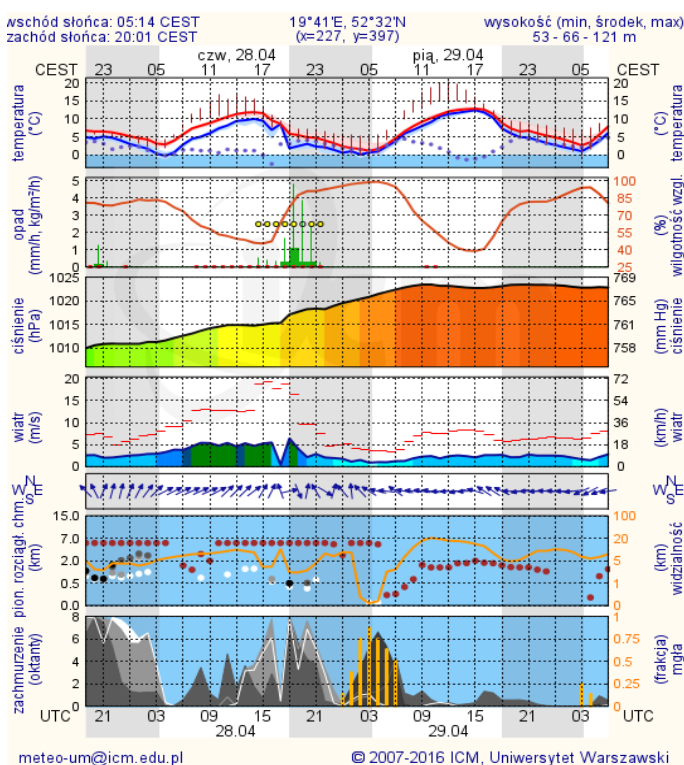 wschód słońca: 05:14 CEST 19°41'E, 52°32'N wysokość (min, środek, max)
zachód słońca: 20:01 CEST (x=227, y=397) 53 - 66 - 121 m
czw, 28.04 pią, 29.04
CEST 23 05 11 17 23 05 11 17 23 05 CEST
temperatura (°C)
20 15 10 5 0
20 15 10 5 0
(°C) temperatura
opad (mm/h, kg/m²/h)
5 4 3 2 1 0
100 85 70 55 40 25
(%) wilgotność wzgl.
ciśnienie (hPa)
1025 1020 1015 1010
769 765 761 758
(mm Hg) ciśnienie
wiatr (m/s)
20 15 10 5 0
72 54 36 18 0
(km/h) wiatr
N W E S
N W E S
pion. rozciągł. chm. (km)
15.0 7.0 2.0 0.5 0.0
100 20 5 1 0
(km) widzialność
zachmurzenie (oktanty)
8 6 4 2 0
1 0.75 0.5 0.25 0
(frakcja) mgła
UTC 21 03 09 15 21 03 09 15 21 03 UTC
28.04 29.04
meteo-um@icm.edu.pl © 2007-2016 ICM, Uniwersytet Warszawski